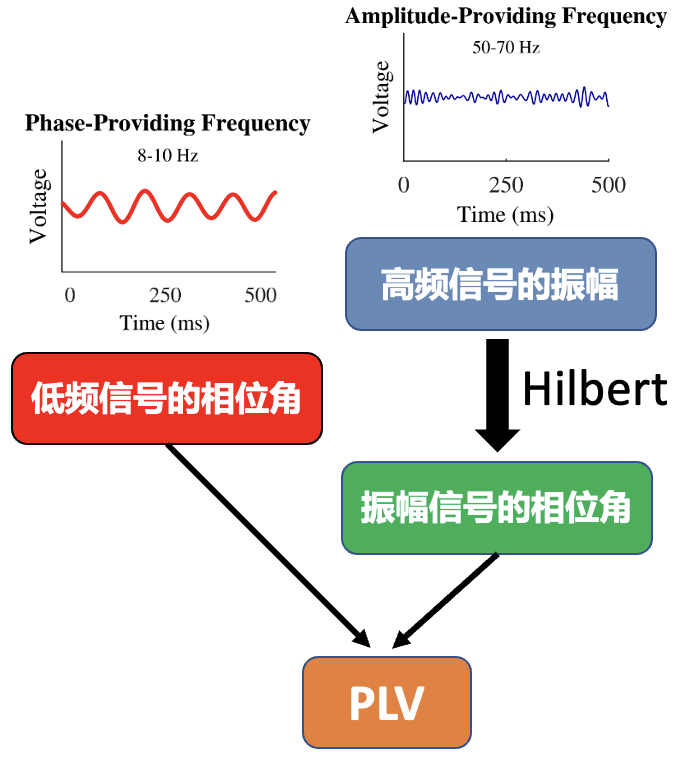 Amplitude-Providing Frequency
50-70 Hz
Voltage
0
250
500
Time (ms)
Phase-Providing Frequency
8-10 Hz
Voltage
0
250
500
Time (ms)
高频信号的振幅
低频信号的相位角
Hilbert
振幅信号的相位角
PLV